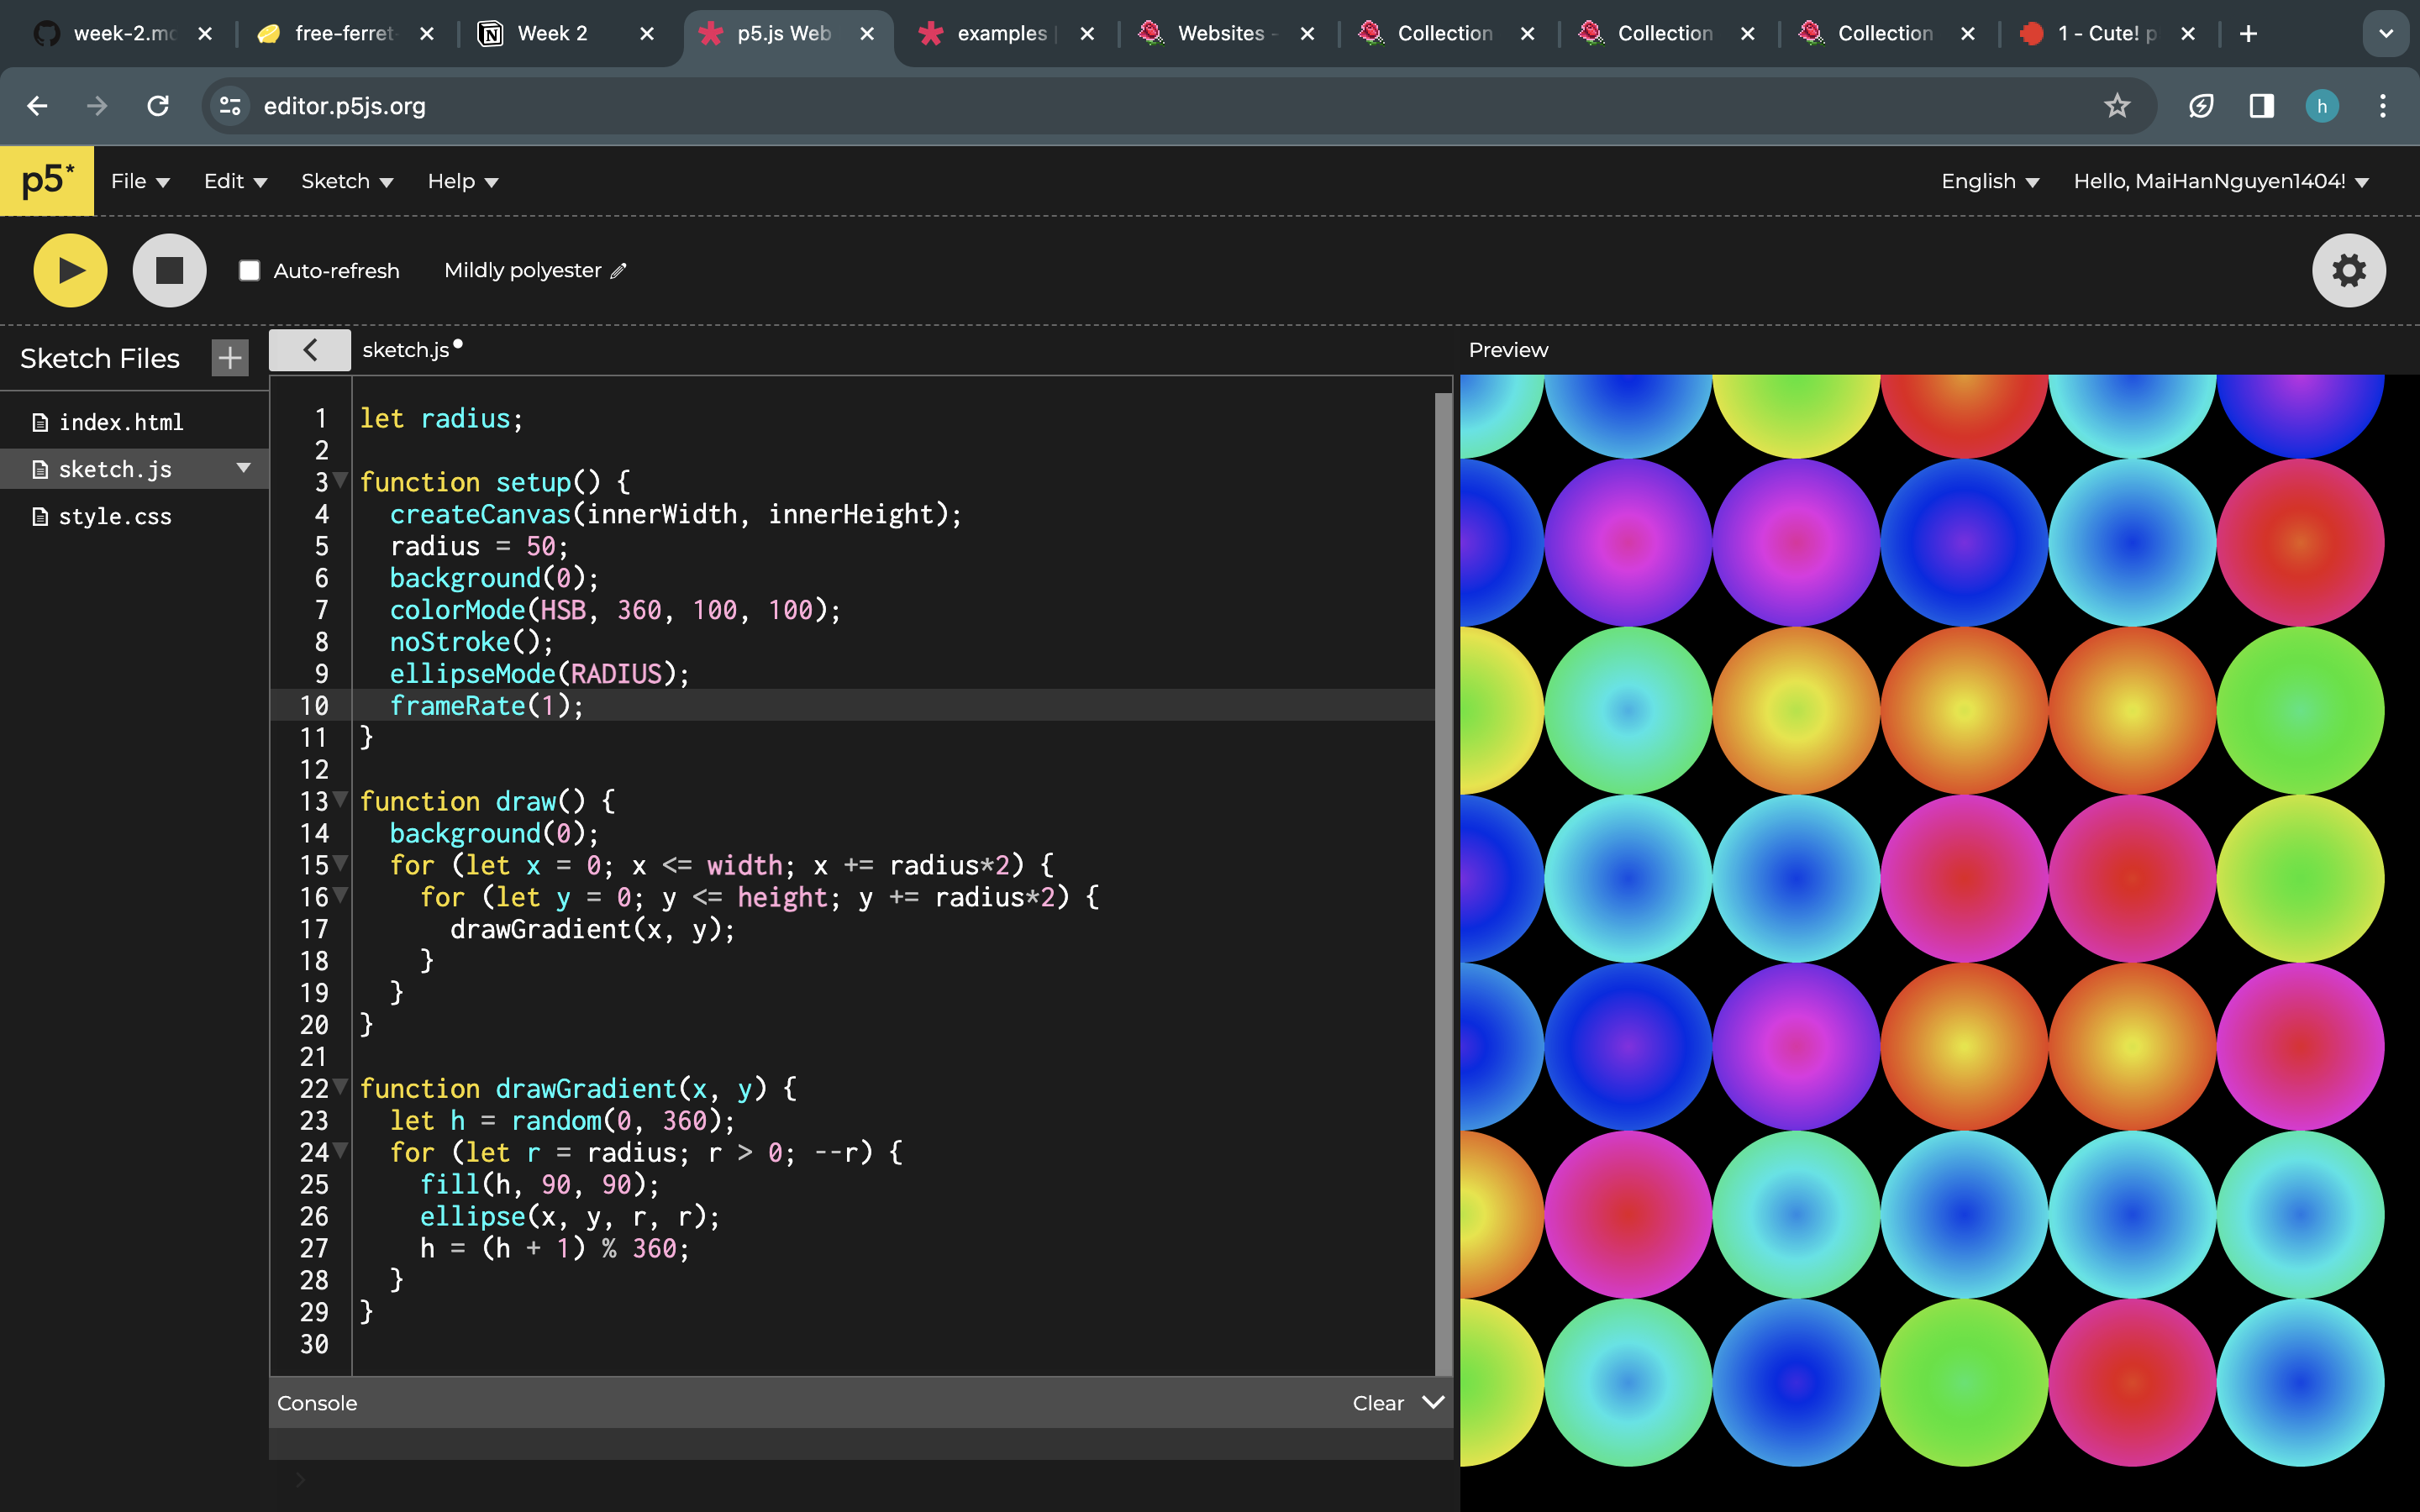 week-2.mc free-ferret Week 2 p5.js Web examples Websites - Collection Collection Collection 1 - Cute! p
editor.p5js.org h
p5* File Edit Sketch Help English Hello, MaiHanNguyen1404!
Auto-refresh Mildly polyester
Sketch Files sketch.js Preview
index.html
sketch.js
style.css
1 let radius;
2
3 function setup() {
4 createCanvas(innerWidth, innerHeight);
5 radius = 50;
6 background(0);
7 colorMode(HSB, 360, 100, 100);
8 noStroke();
9 ellipseMode(RADIUS);
10 frameRate(1);
11 }
12
13 function draw() {
14 background(0);
15 for (let x = 0; x <= width; x += radius*2) {
16 for (let y = 0; y <= height; y += radius*2) {
17 drawGradient(x, y);
18 }
19 }
20 }
21
22 function drawGradient(x, y) {
23 let h = random(0, 360);
24 for (let r = radius; r > 0; --r) {
25 fill(h, 90, 90);
26 ellipse(x, y, r, r);
27 h = (h + 1) % 360;
28 }
29 }
30
Console Clear